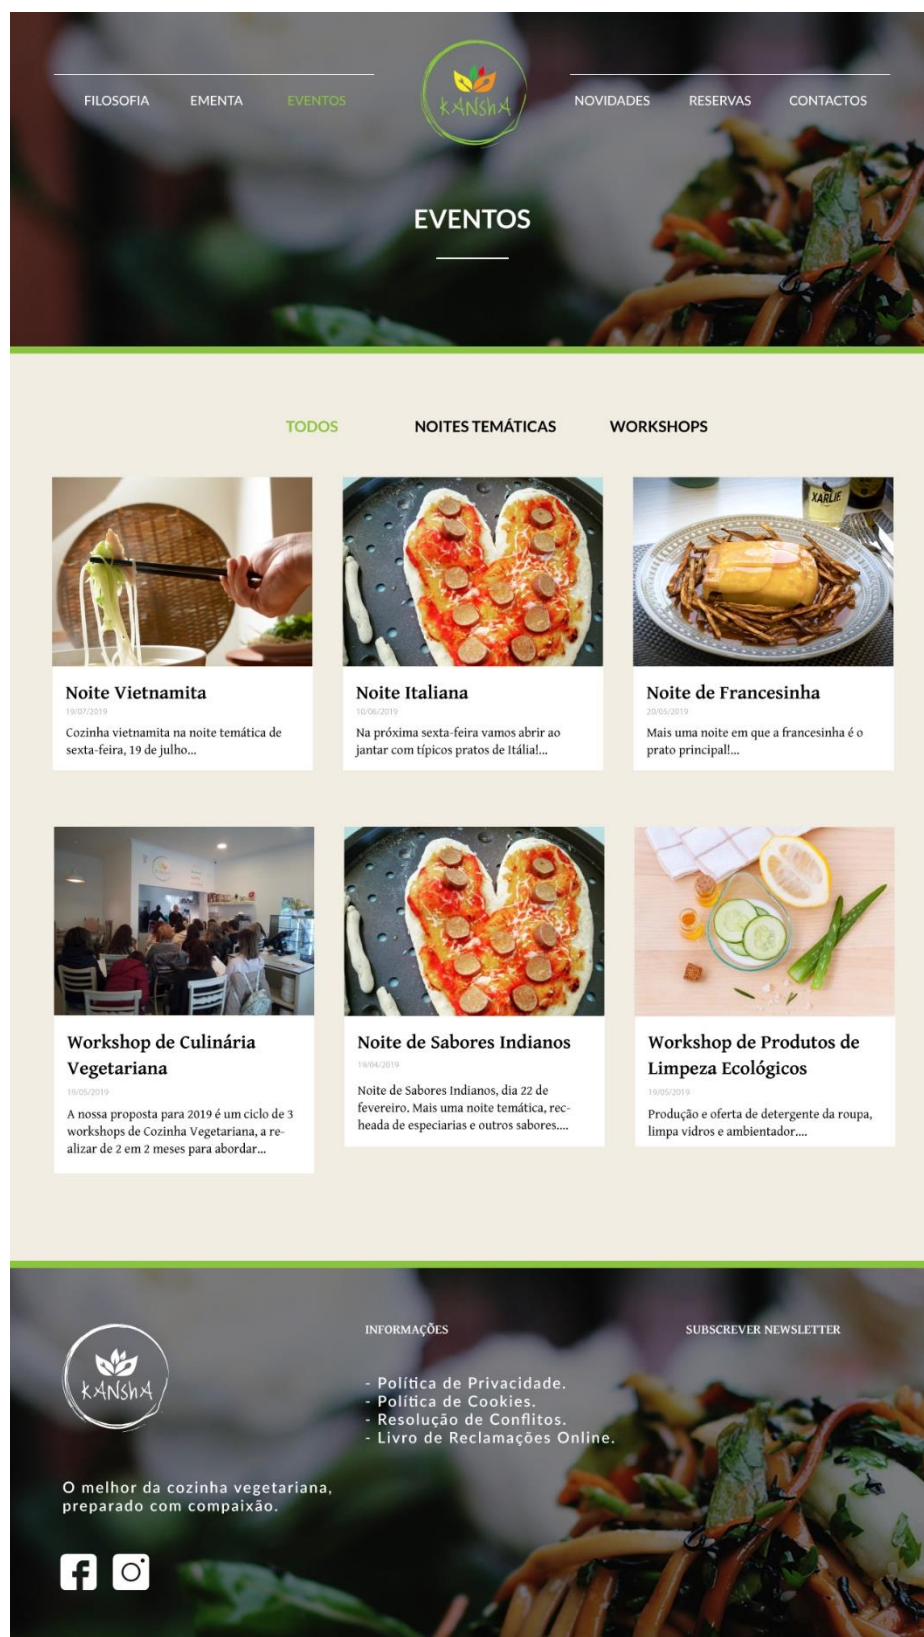 FILOSOFIA
EMENTA
EVENTOS
KANShA
NOVIDADES
RESERVAS
CONTACTOS
EVENTOS
TODOS
NOITES TEMÁTICAS
WORKSHOPS
XARLIE
Noite Vietnamita
19/07/2019
Cozinha vietnamita na noite temática de
sexta-feira, 19 de julho...
Noite Italiana
10/06/2019
Na próxima sexta-feira vamos abrir ao
jantar com típicos pratos de Itália!...
Noite de Francesinha
20/05/2019
Mais uma noite em que a francesinha é o
prato principal!...
Workshop de Culinária
Vegetariana
19/05/2019
A nossa proposta para 2019 é um ciclo de 3
workshops de Cozinha Vegetariana, a re-
alizar de 2 em 2 meses para abordar...
Noite de Sabores Indianos
19/04/2019
Noite de Sabores Indianos, dia 22 de
fevereiro. Mais uma noite temática, rec-
heada de especiarias e outros sabores....
Workshop de Produtos de
Limpeza Ecológicos
19/05/2019
Produção e oferta de detergente da roupa,
limpa vidros e ambientador....
KANShA
O melhor da cozinha vegetariana,
preparado com compaixão.
INFORMAÇÕES
- Política de Privacidade.
- Política de Cookies.
- Resolução de Conflitos.
- Livro de Reclamações Online.
SUBSCREVER NEWSLETTER